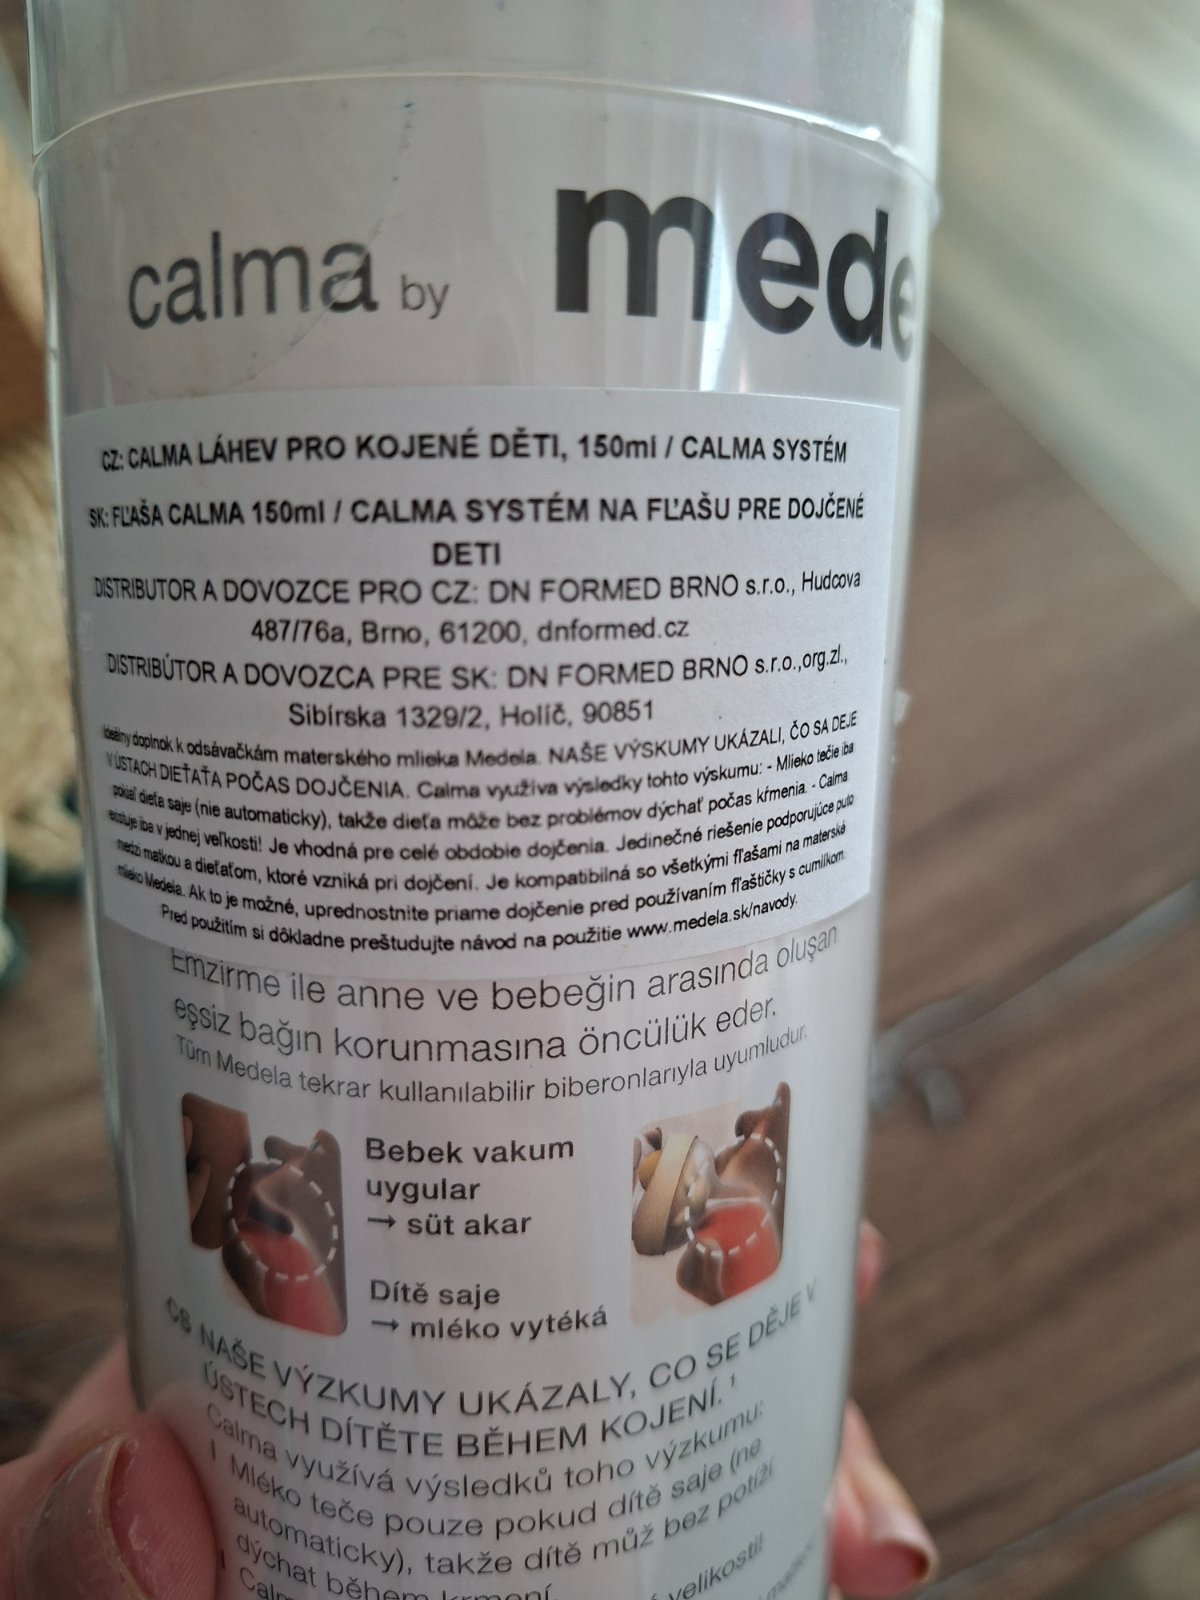 calma by mede
CZ: CALMA LÁHEV PRO KOJENÉ DĚTI, 150ml / CALMA SYSTÉM
SK: FĽAŠA CALMA 150ml / CALMA SYSTÉM NA FĽAŠU PRE DOJČENÉ
DETI
DISTRIBUTOR A DOVOZCE PRO CZ: DN FORMED BRNO s.r.o., Hudcova
487/76a, Brno, 61200, dnformed.cz
DISTRIBÚTOR A DOVOZCA PRE SK: DN FORMED BRNO s.r.o.,org.zl.,
Sibírska 1329/2, Holíč, 90851
Ideálny doplnok k odsávačkám materského mlieka Medela. NAŠE VÝSKUMY UKÁZALI, ČO SA DEJE
V ÚSTACH DIEŤAŤA POČAS DOJČENIA. Calma využíva výsledky tohto výskumu: - Mlieko tečie iba
pokiaľ dieťa saje (nie automaticky), takže dieťa môže bez problémov dýchať počas kŕmenia. - Calma
existuje iba v jednej veľkosti! Je vhodná pre celé obdobie dojčenia. Jedinečné riešenie podporujúce puto
medzi matkou a dieťaťom, ktoré vzniká pri dojčení. Je kompatibilná so všetkými fľašami na materské
mlieko Medela. Ak to je možné, uprednostnite priame dojčenie pred používaním fľaštičky s cumlíkom.
Pred použitím si dôkladne preštudujte návod na použitie www.medela.sk/navody.
Emzirme ile anne ve bebeğin arasında oluşan
eşsiz bağın korunmasına öncülük eder.
Tüm Medela tekrar kullanılabilir biberonlarıyla uyumludur.
Bebek vakum
uygular
→ süt akar
Dítě saje
→ mléko vytéká
CS NAŠE VÝZKUMY UKÁZALY, CO SE DĚJE V
ÚSTECH DÍTĚTE BĚHEM KOJENÍ.¹
Calma využívá výsledků toho výzkumu:
Mléko teče pouze pokud dítě saje (ne
automaticky), takže dítě můž bez potíží
dýchat během krmení.
Calm velikosti!